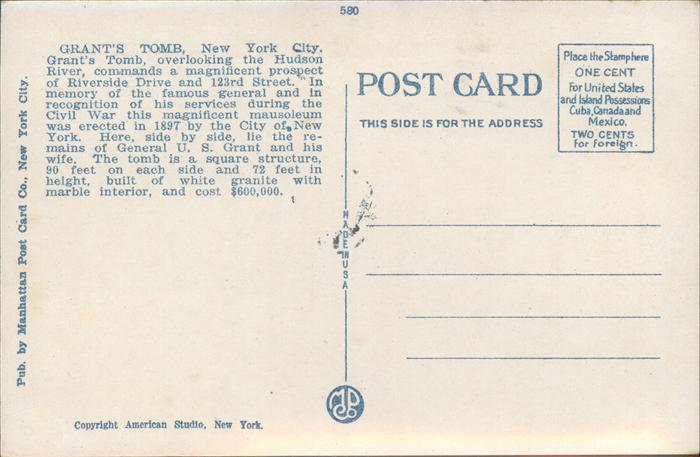 580
GRANT'S TOMB, New York City.
Grant's Tomb, overlooking the Hudson
River, commands a magnificent prospect
of Riverside Drive and 123rd Street. In
memory of the famous general and in
recognition of his services during the
Civil War this magnificent mausoleum
was erected in 1897 by the City of New
York. Here, side by side, lie the re-
mains of General U. S. Grant and his
wife. The tomb is a square structure,
90 feet on each side and 72 feet in
height, built of white granite with
marble interior, and cost $600,000.
Pub. by Manhattan Post Card Co., New York City.
Copyright American Studio, New York.
MADE IN USA
POST CARD
THIS SIDE IS FOR THE ADDRESS
Place the Stamp here
ONE CENT
For United States
and Island Possessions
Cuba, Canada and
Mexico.
TWO CENTS
for foreign.